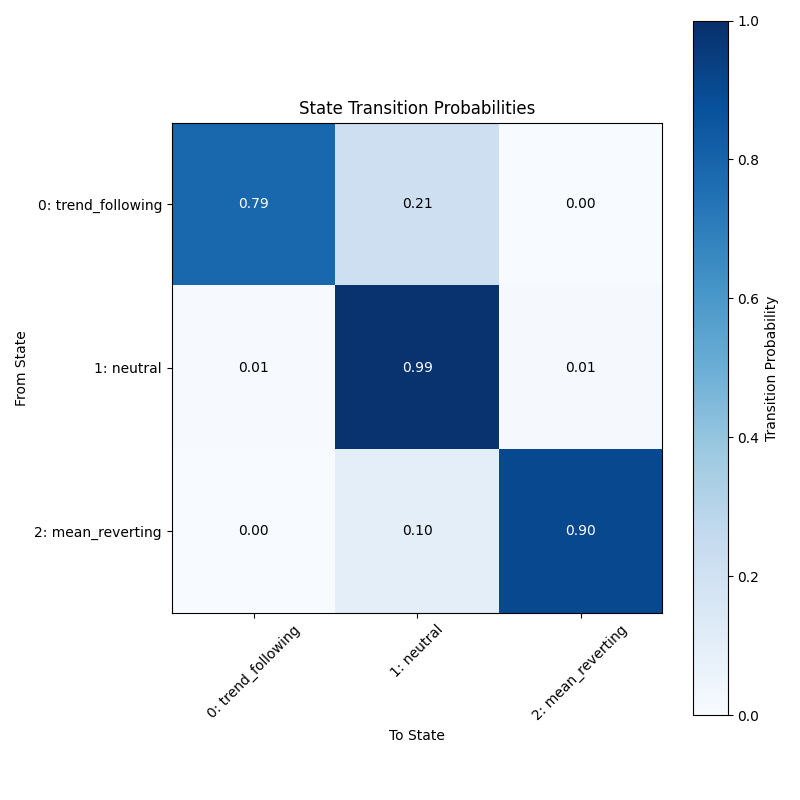 State Transition Probabilities
From State
0: trend_following
0.79 0.21 0.00
1: neutral
0.01 0.99 0.01
2: mean_reverting
0.00 0.10 0.90
0: trend_following
1: neutral
2: mean_reverting
To State
1.0
0.8
0.6
0.4
0.2
0.0
Transition Probability